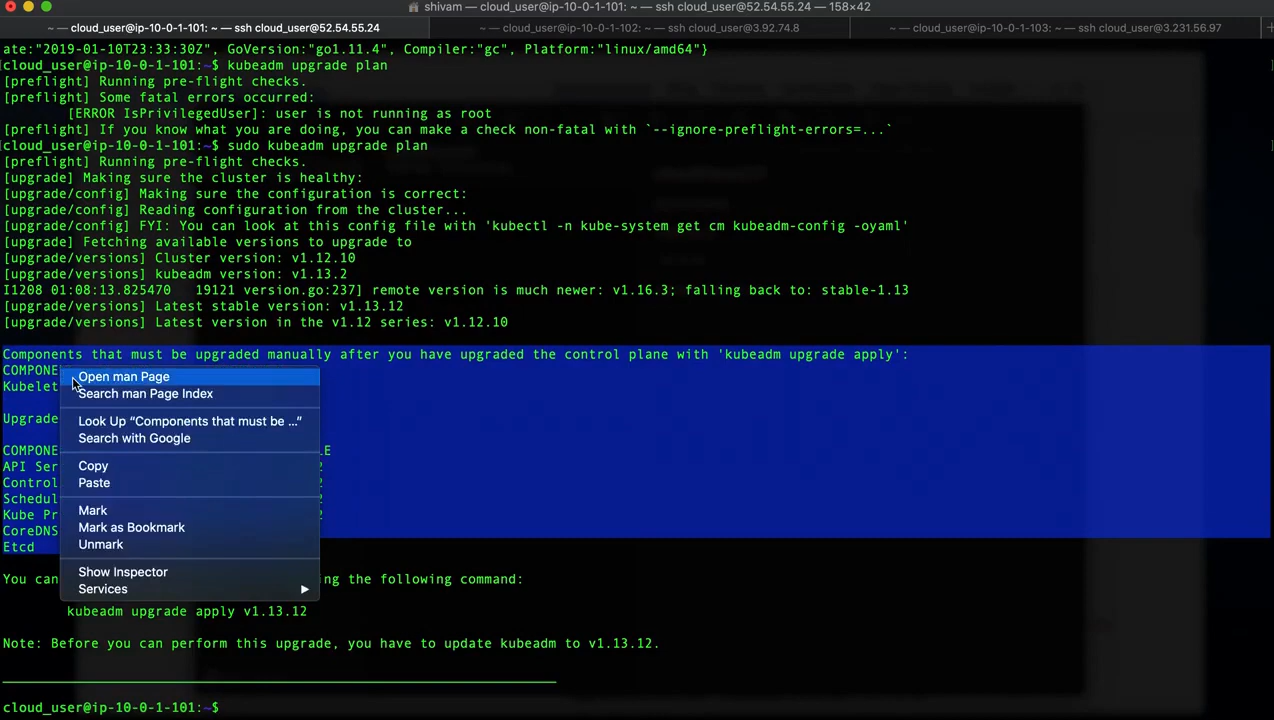 shivam — cloud_user@ip-10-0-1-101: ~ — ssh cloud_user@52.54.55.24 — 158×42
~ — cloud_user@ip-10-0-1-101: ~ — ssh cloud_user@52.54.55.24
~ — cloud_user@ip-10-0-1-102: ~ — ssh cloud_user@3.92.74.8
~ — cloud_user@ip-10-0-1-103: ~ — ssh cloud_user@3.231.56.97
ate:"2019-01-10T23:33:30Z", GoVersion:"go1.11.4", Compiler:"gc", Platform:"linux/amd64"}
cloud_user@ip-10-0-1-101:~$ kubeadm upgrade plan
[preflight] Running pre-flight checks.
[preflight] Some fatal errors occurred:
[ERROR IsPrivilegedUser]: user is not running as root
[preflight] If you know what you are doing, you can make a check non-fatal with `--ignore-preflight-errors=...`
cloud_user@ip-10-0-1-101:~$ sudo kubeadm upgrade plan
[preflight] Running pre-flight checks.
[upgrade] Making sure the cluster is healthy:
[upgrade/config] Making sure the configuration is correct:
[upgrade/config] Reading configuration from the cluster...
[upgrade/config] FYI: You can look at this config file with 'kubectl -n kube-system get cm kubeadm-config -oyaml'
[upgrade] Fetching available versions to upgrade to
[upgrade/versions] Cluster version: v1.12.10
[upgrade/versions] kubeadm version: v1.13.2
I1208 01:08:13.825470   19121 version.go:237] remote version is much newer: v1.16.3; falling back to: stable-1.13
[upgrade/versions] Latest stable version: v1.13.12
[upgrade/versions] Latest version in the v1.12 series: v1.12.10
Components that must be upgraded manually after you have upgraded the control plane with 'kubeadm upgrade apply':
COMPONE
Kubelet
Upgrade
COMPONE
API Ser
Control
Schedul
Kube Pr
CoreDNS
Etcd
Open man Page
Search man Page Index
Look Up “Components that must be ...”
Search with Google
Copy
Paste
Mark
Mark as Bookmark
Unmark
Show Inspector
Services
You can ng the following command:
kubeadm upgrade apply v1.13.12
Note: Before you can perform this upgrade, you have to update kubeadm to v1.13.12.
cloud_user@ip-10-0-1-101:~$